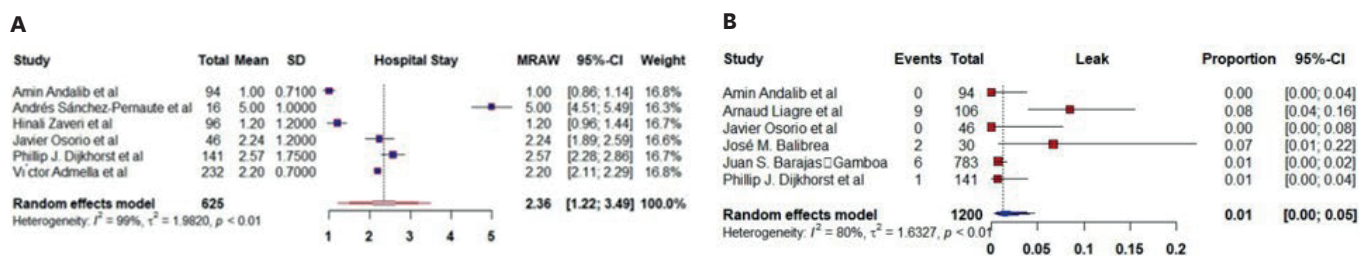 A
Study Total Mean SD Hospital Stay MRAW 95%-CI Weight
Amin Andalib et al 94 1.00 0.7100 1.00 [0.86; 1.14] 16.8%
Andrés Sánchez-Pernaute et al 16 5.00 1.0000 5.00 [4.51; 5.49] 16.3%
Hinali Zaveri et al 96 1.20 1.2000 1.20 [0.96; 1.44] 16.7%
Javier Osorio et al 46 2.24 1.2000 2.24 [1.89; 2.59] 16.6%
Phillip J. Dijkhorst et al 141 2.57 1.7500 2.57 [2.28; 2.86] 16.7%
Víctor Admella et al 232 2.20 0.7000 2.20 [2.11; 2.29] 16.8%
Random effects model 625 2.36 [1.22; 3.49] 100.0%
Heterogeneity: I² = 99%, τ² = 1.9820, p < 0.01
1 2 3 4 5
B
Study Events Total Leak Proportion 95%-CI
Amin Andalib et al 0 94 0.00 [0.00; 0.04]
Arnaud Liagre et al 9 106 0.08 [0.04; 0.16]
Javier Osorio et al 0 46 0.00 [0.00; 0.08]
José M. Balibrea 2 30 0.07 [0.01; 0.22]
Juan S. Barajas□Gamboa 6 783 0.01 [0.00; 0.02]
Phillip J. Dijkhorst et al 1 141 0.01 [0.00; 0.04]
Random effects model 1200 0.01 [0.00; 0.05]
Heterogeneity: I² = 80%, τ² = 1.6327, p < 0.01
0 0.05 0.1 0.15 0.2